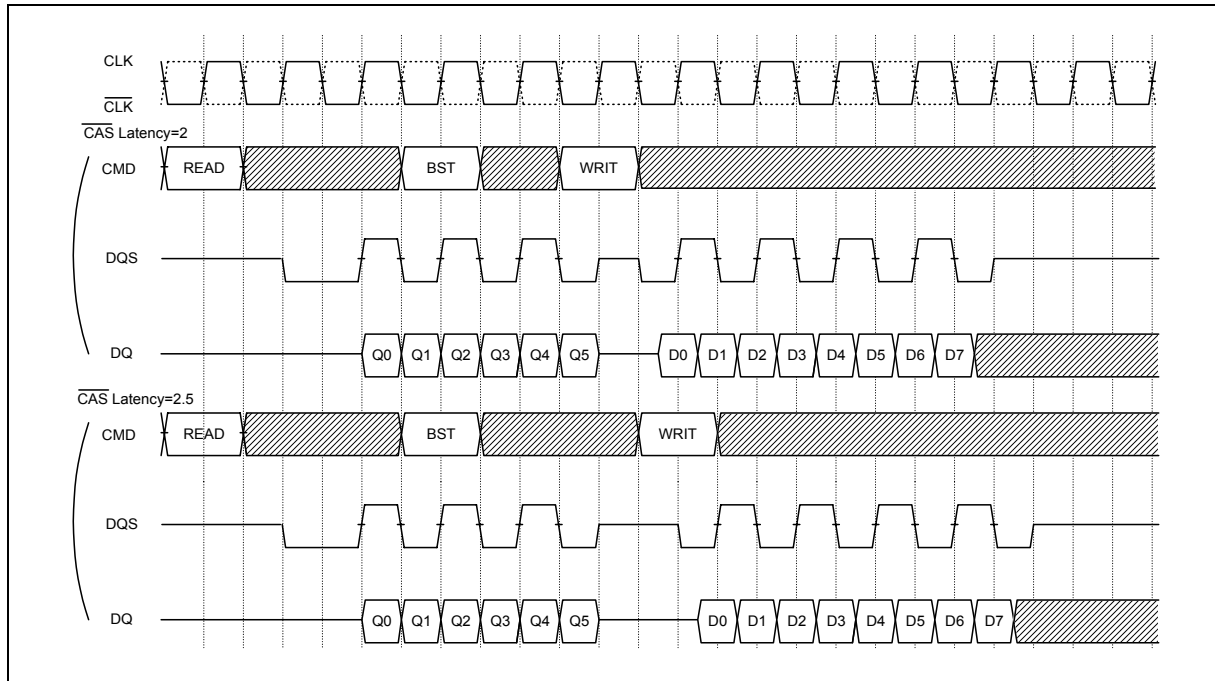 CLK
CLK
CAS Latency=2
CMD READ BST WRIT
DQS
DQ Q0 Q1 Q2 Q3 Q4 Q5 D0 D1 D2 D3 D4 D5 D6 D7
CAS Latency=2.5
CMD READ BST WRIT
DQS
DQ Q0 Q1 Q2 Q3 Q4 Q5 D0 D1 D2 D3 D4 D5 D6 D7